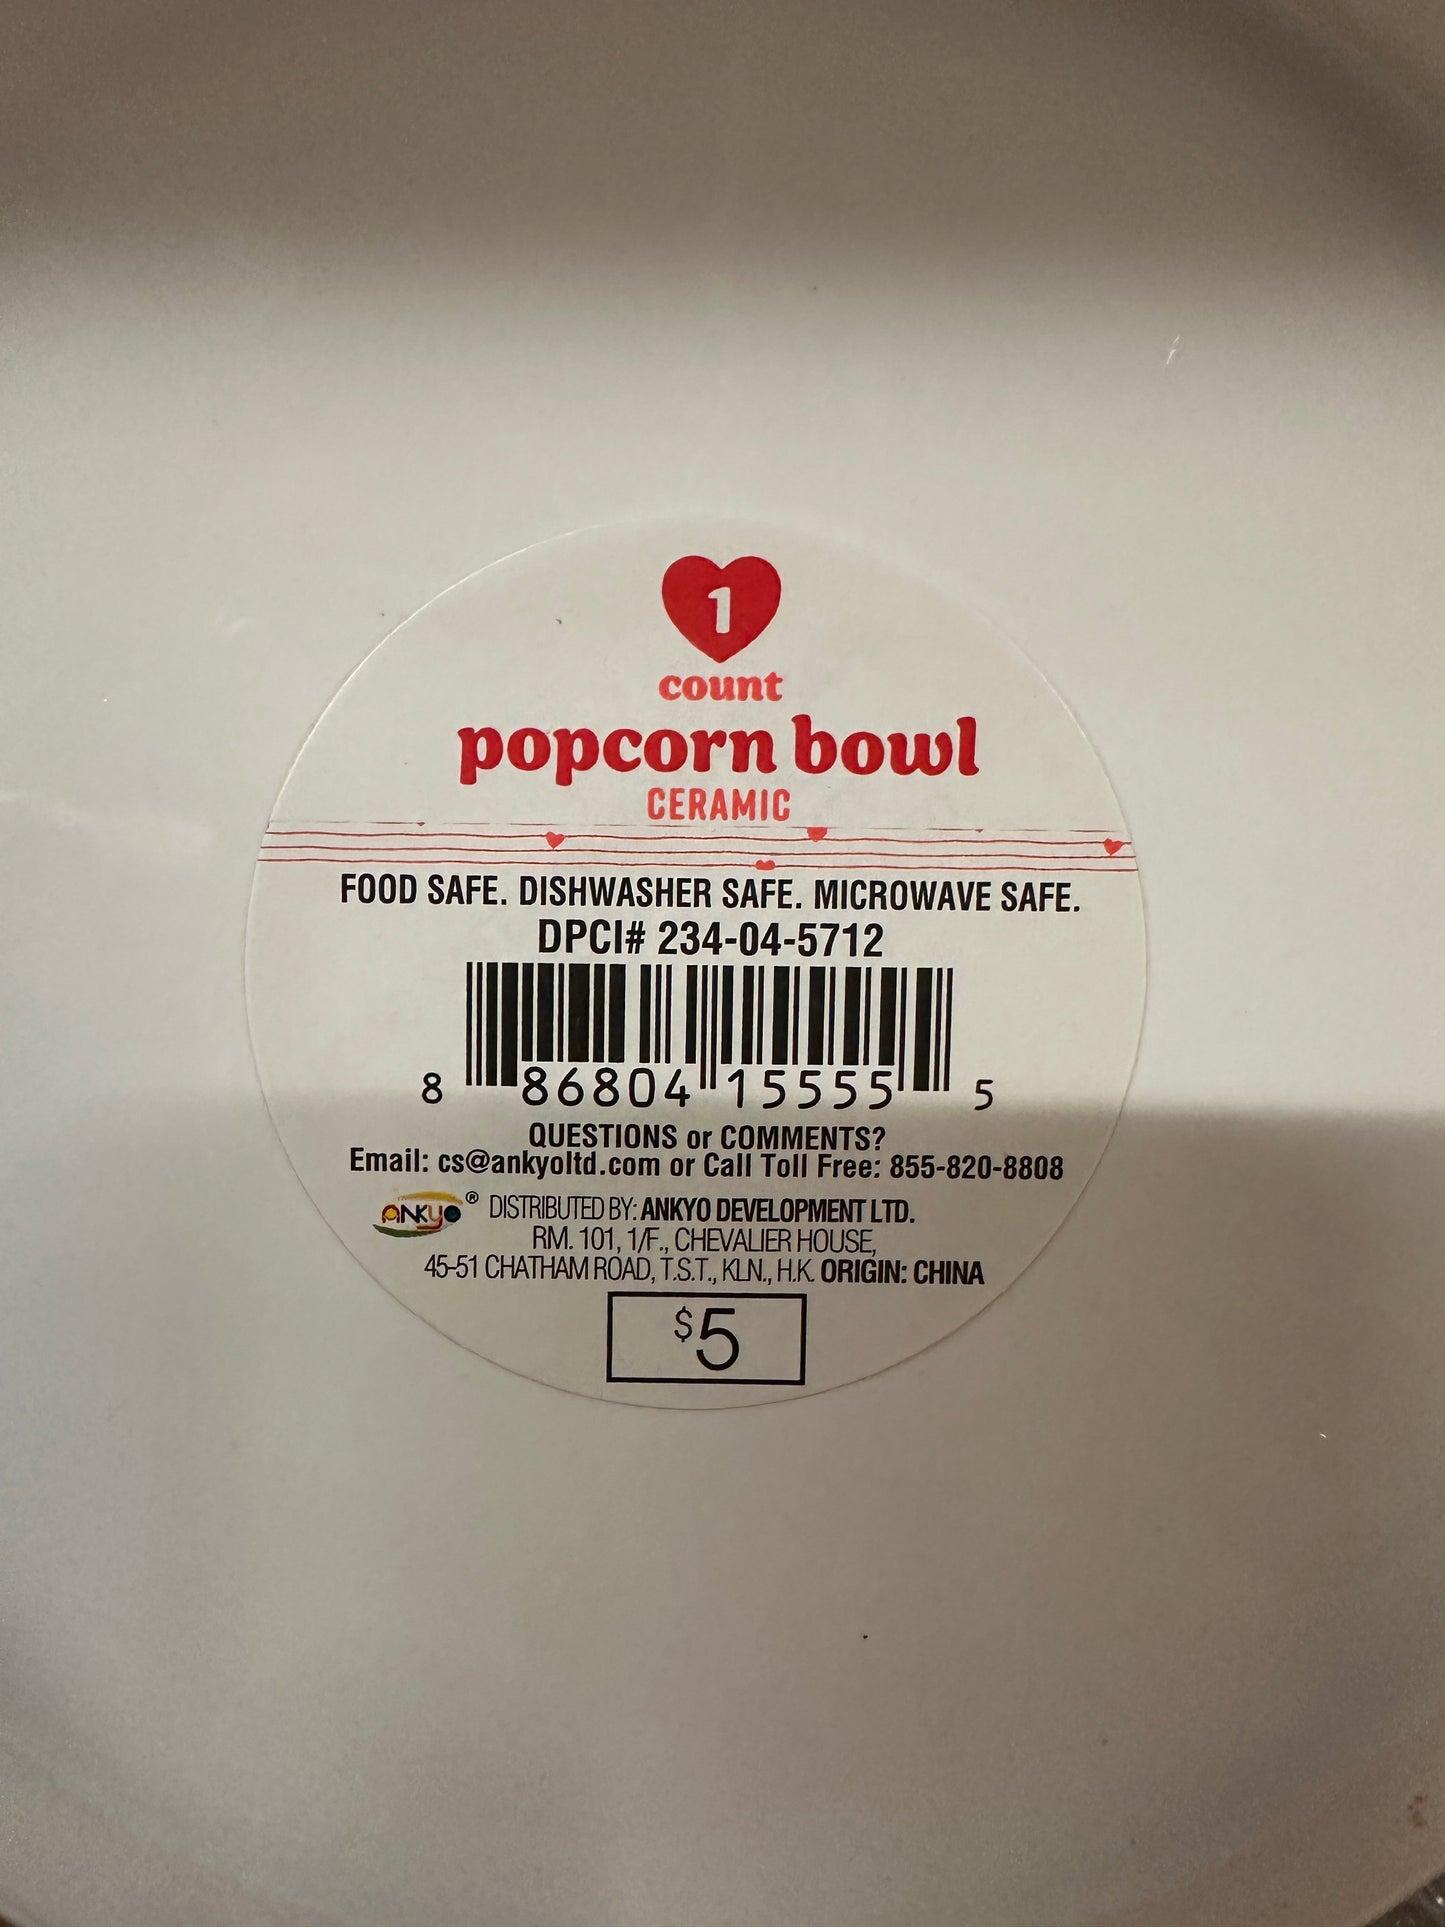 1
count
popcorn bowl
CERAMIC
FOOD SAFE. DISHWASHER SAFE. MICROWAVE SAFE.
DPCI# 234-04-5712
8 86804 15555 5
QUESTIONS or COMMENTS?
Email: cs@ankyoltd.com or Call Toll Free: 855-820-8808
ANKYO® DISTRIBUTED BY: ANKYO DEVELOPMENT LTD.
RM. 101, 1/F., CHEVALIER HOUSE,
45-51 CHATHAM ROAD, T.S.T., KLN., H.K. ORIGIN: CHINA
$5